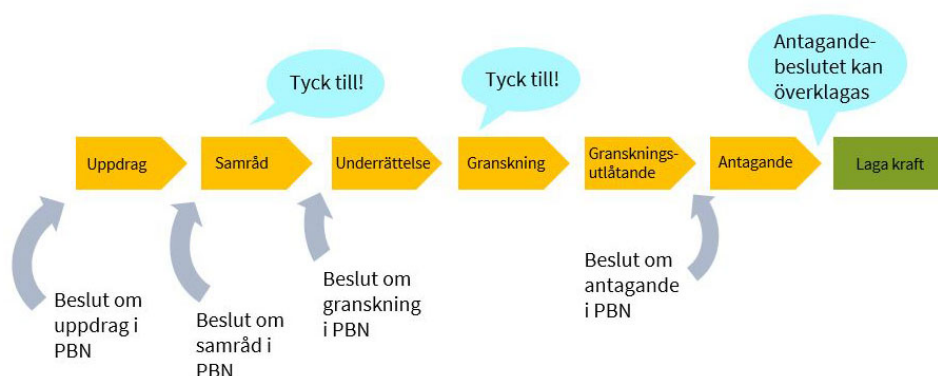 Antagande-
beslutet kan
överklagas
Tyck till!
Tyck till!
Uppdrag
Samråd
Underrättelse
Granskning
Gransknings-
utlåtande
Antagande
Laga kraft
Beslut om
uppdrag i
PBN
Beslut om
samråd i
PBN
Beslut om
granskning
i PBN
Beslut om
antagande
i PBN